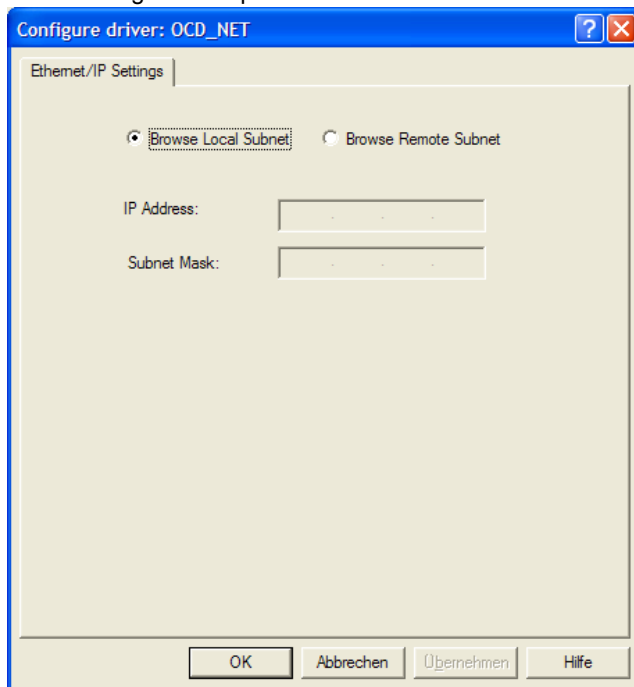 Configure driver: OCD_NET
Ethernet/IP Settings
Browse Local Subnet Browse Remote Subnet
IP Address:
Subnet Mask:
OK Abbrechen Übernehmen Hilfe